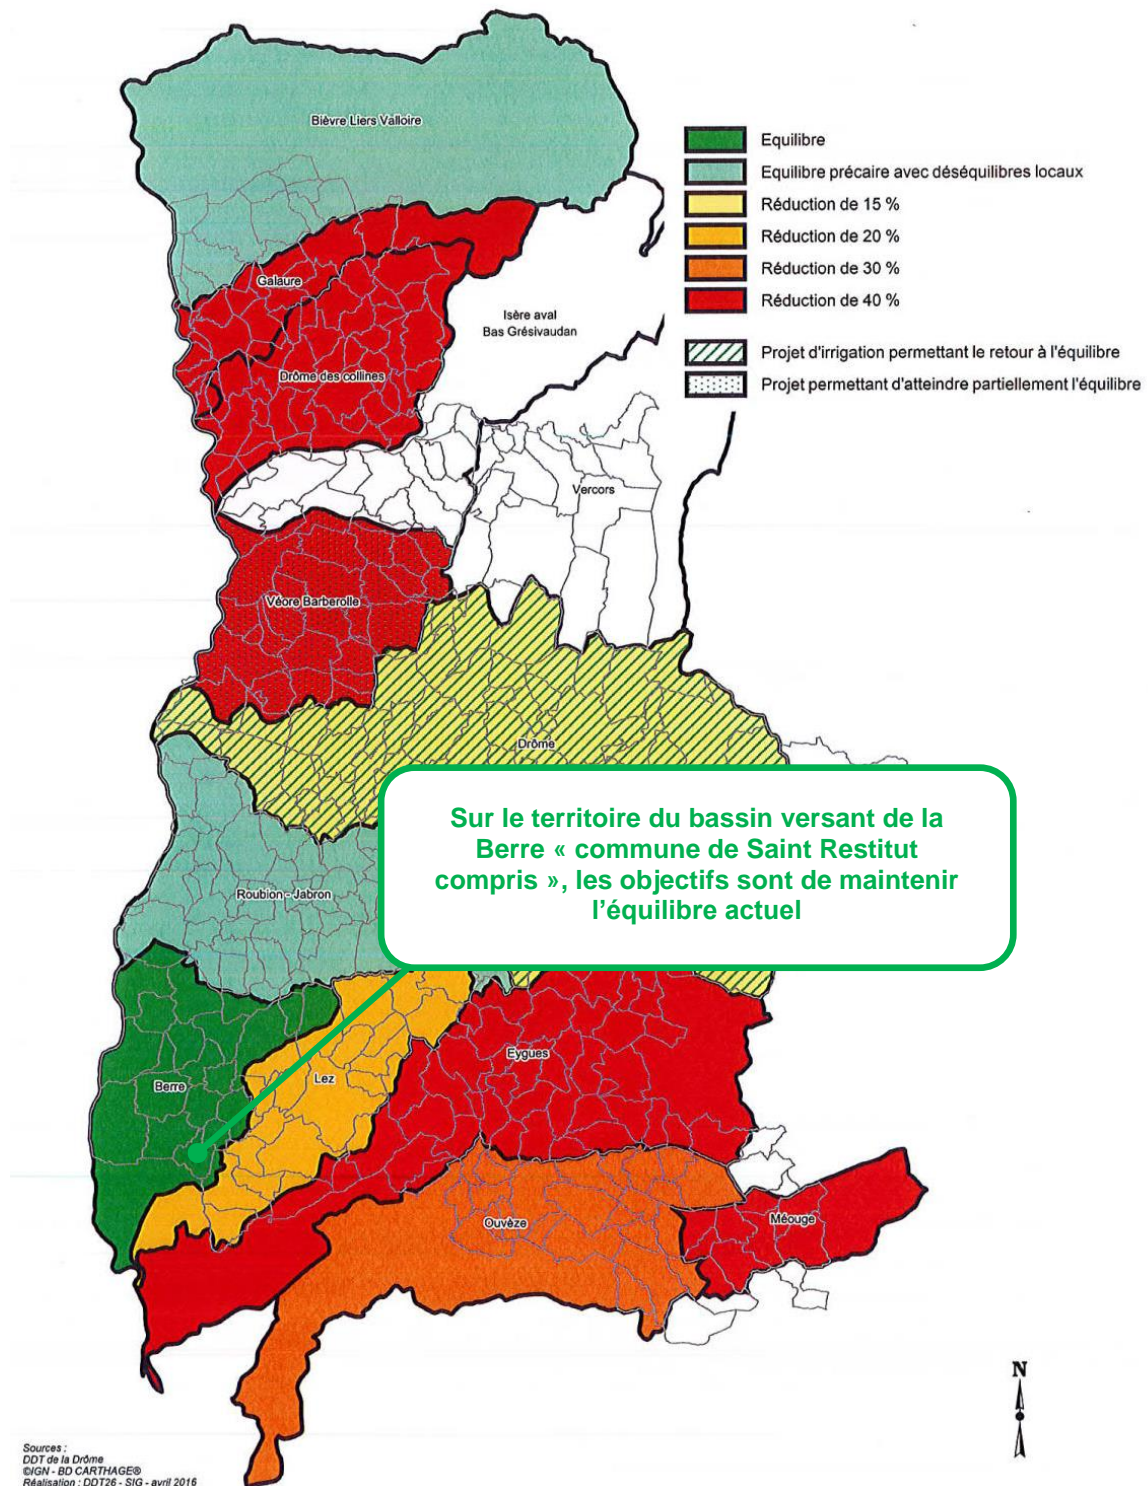 Bièvre Liers Valloire
Equilibre
Equilibre précaire avec déséquilibres locaux
Réduction de 15 %
Réduction de 20 %
Réduction de 30 %
Réduction de 40 %
Projet d'irrigation permettant le retour à l'équilibre
Projet permettant d'atteindre partiellement l'équilibre
Galaure
Isère aval
Bas Grésivaudan
Drôme des collines
Vercors
Véore Barberolle
Drôme
Sur le territoire du bassin versant de la
Berre « commune de Saint Restitut
compris », les objectifs sont de maintenir
l'équilibre actuel
Roubion - Jabron
Eygues
Lez
Berre
Ouvèze
Méouge
N
Sources :
DDT de la Drôme
©IGN - BD CARTHAGE®
Réalisation : DDT26 - SIG - avril 2016